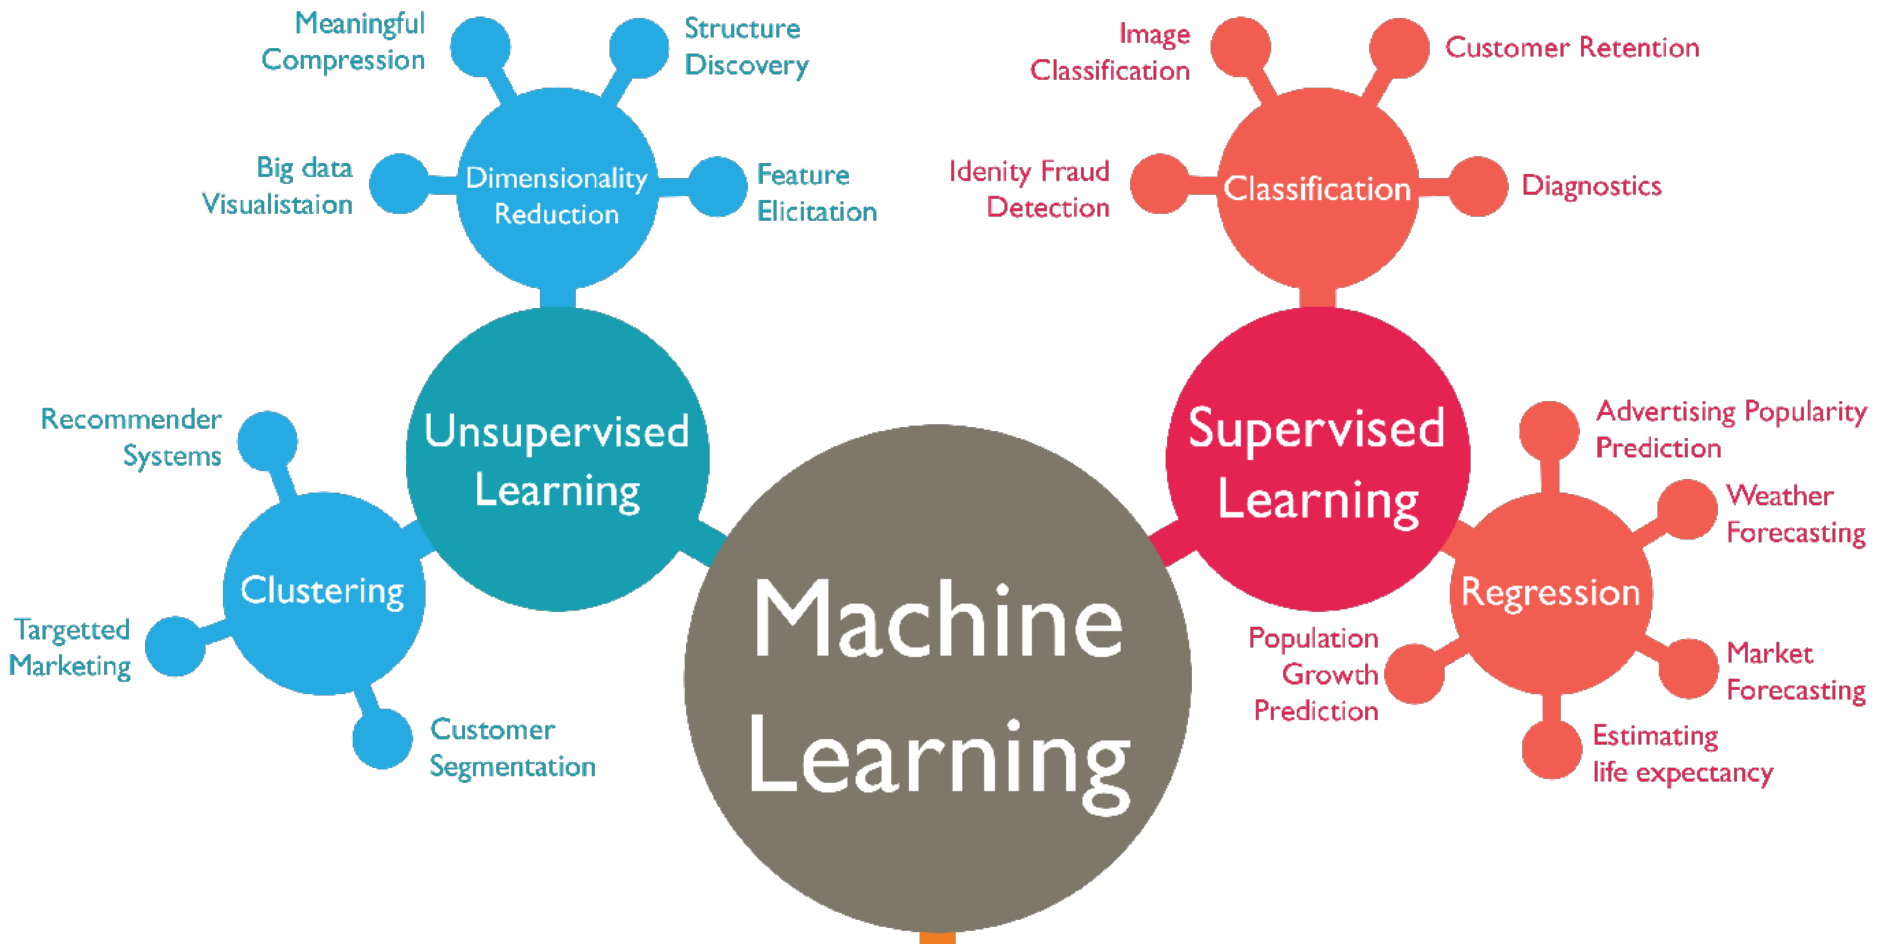 Meaningful
Compression
Structure
Discovery
Big data
Visualistaion
Dimensionality
Reduction
Feature
Elicitation
Image
Classification
Customer Retention
Idenity Fraud
Detection
Classification
Diagnostics
Recommender
Systems
Unsupervised
Learning
Clustering
Targetted
Marketing
Customer
Segmentation
Machine
Learning
Supervised
Learning
Advertising Popularity
Prediction
Weather
Forecasting
Regression
Population
Growth
Prediction
Market
Forecasting
Estimating
life expectancy